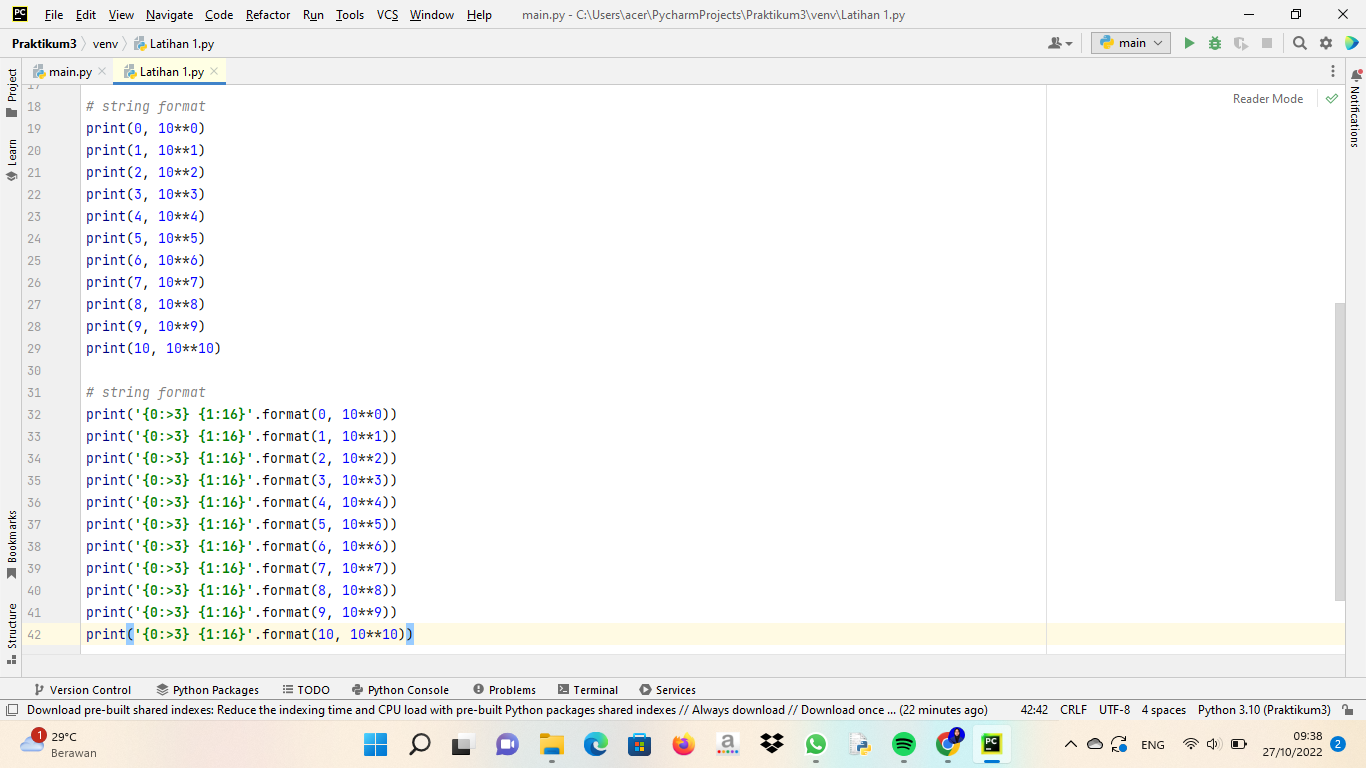 PC File Edit View Navigate Code Refactor Run Tools VCS Window Help main.py - C:\Users\acer\PycharmProjects\Praktikum3\venv\Latihan 1.py
Praktikum3 venv Latihan 1.py main
main.py Latihan 1.py
Project
Learn
Bookmarks
Structure
Notifications
Reader Mode
17
18 # string format
19 print(0, 10**0)
20 print(1, 10**1)
21 print(2, 10**2)
22 print(3, 10**3)
23 print(4, 10**4)
24 print(5, 10**5)
25 print(6, 10**6)
26 print(7, 10**7)
27 print(8, 10**8)
28 print(9, 10**9)
29 print(10, 10**10)
30
31 # string format
32 print('{0:>3} {1:16}'.format(0, 10**0))
33 print('{0:>3} {1:16}'.format(1, 10**1))
34 print('{0:>3} {1:16}'.format(2, 10**2))
35 print('{0:>3} {1:16}'.format(3, 10**3))
36 print('{0:>3} {1:16}'.format(4, 10**4))
37 print('{0:>3} {1:16}'.format(5, 10**5))
38 print('{0:>3} {1:16}'.format(6, 10**6))
39 print('{0:>3} {1:16}'.format(7, 10**7))
40 print('{0:>3} {1:16}'.format(8, 10**8))
41 print('{0:>3} {1:16}'.format(9, 10**9))
42 print('{0:>3} {1:16}'.format(10, 10**10))
Version Control Python Packages TODO Python Console Problems Terminal Services
Download pre-built shared indexes: Reduce the indexing time and CPU load with pre-built Python packages shared indexes // Always download // Download once ... (22 minutes ago) 42:42 CRLF UTF-8 4 spaces Python 3.10 (Praktikum3)
1 29°C
Berawan
a
PC
ENG
09:38
27/10/2022
2